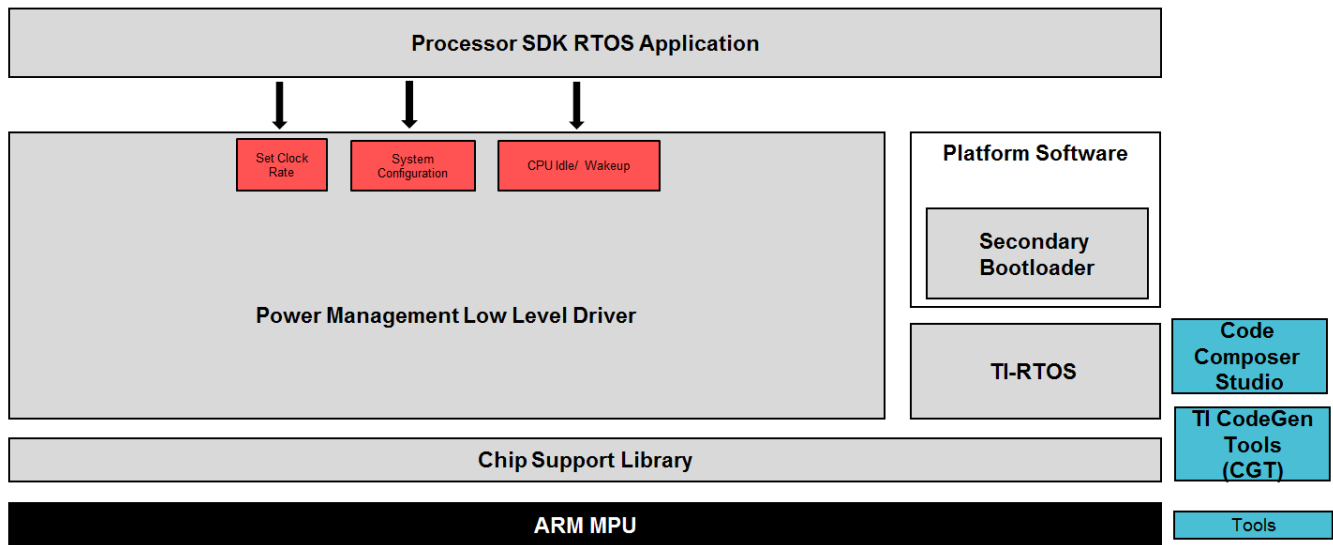 Processor SDK RTOS Application
Set Clock
Rate
System
Configuration
CPU Idle/ Wakeup
Platform Software
Secondary
Bootloader
Power Management Low Level Driver
TI-RTOS
Code
Composer
Studio
TI CodeGen
Tools
(CGT)
Chip Support Library
ARM MPU
Tools